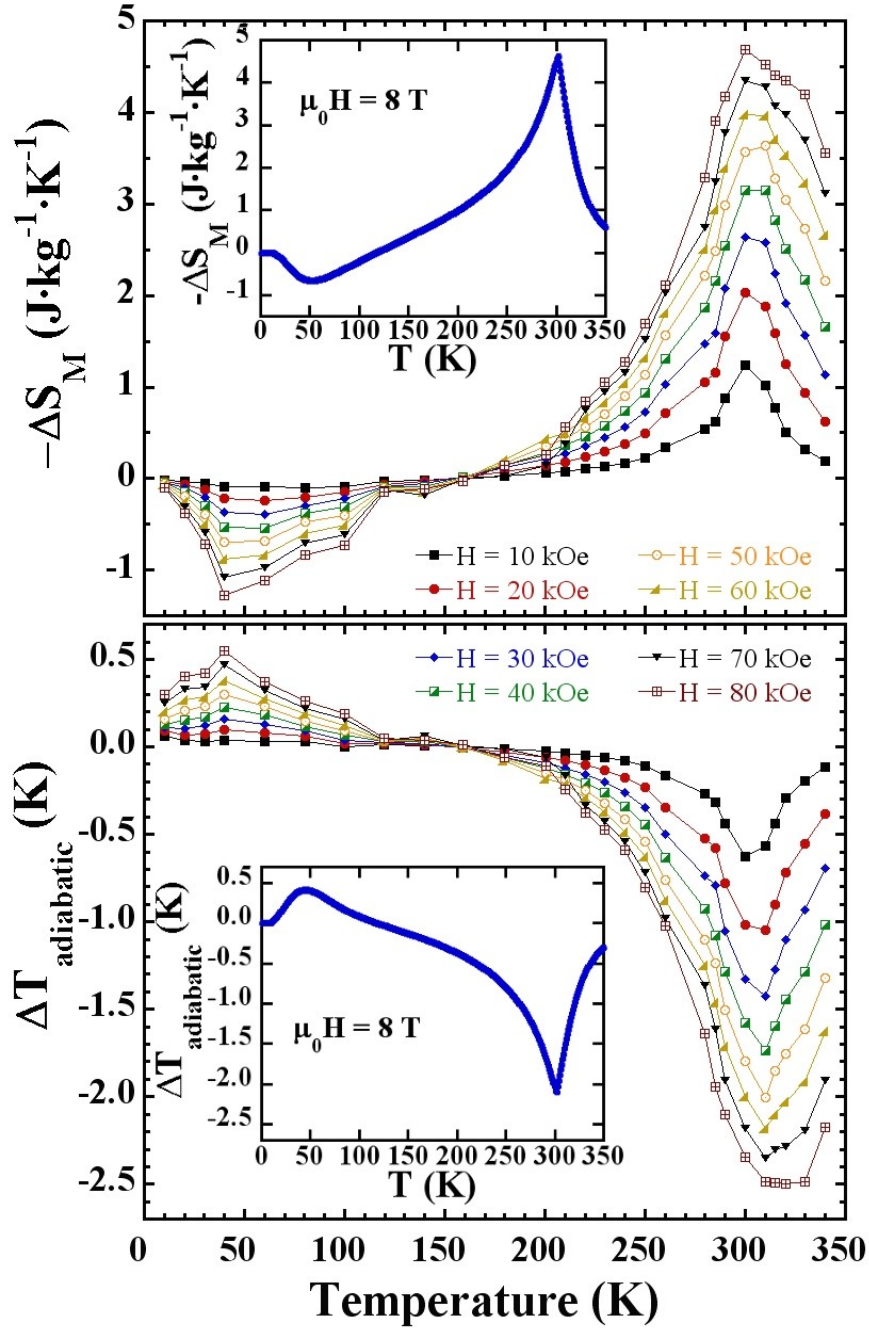 −ΔS_M (J·kg⁻¹·K⁻¹)
5
4
3
2
1
0
-1
-ΔS_M (J·kg⁻¹·K⁻¹)
5
4
3
2
1
0
-1
μ₀H = 8 T
0 50 100 150 200 250 300 350
T (K)
H = 10 kOe
H = 20 kOe
H = 50 kOe
H = 60 kOe
ΔT_adiabatic (K)
0.5
0.0
-0.5
-1.0
-1.5
-2.0
-2.5
H = 30 kOe
H = 40 kOe
H = 70 kOe
H = 80 kOe
ΔT_adiabatic (K)
0.5
0.0
-0.5
-1.0
-1.5
-2.0
-2.5
μ₀H = 8 T
0 50 100 150 200 250 300 350
T (K)
0 50 100 150 200 250 300 350
Temperature (K)